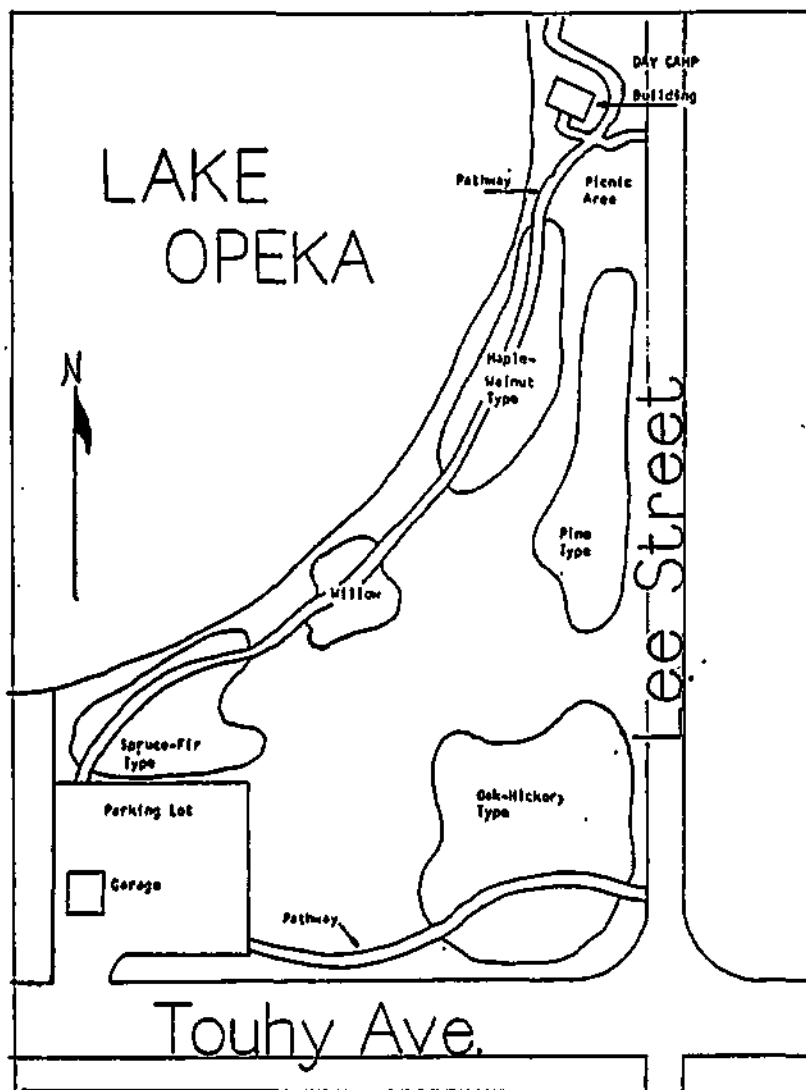 DAY CAMP
Building
LAKE
OPEKA
Pathway
Picnic
Area
N
Maple-
Walnut
Type
Lee Street
Pine
Type
Willow
Spruce-Fir
Type
Oak-Hickory
Type
Parking Lot
Garage
Pathway
Touhy Ave.